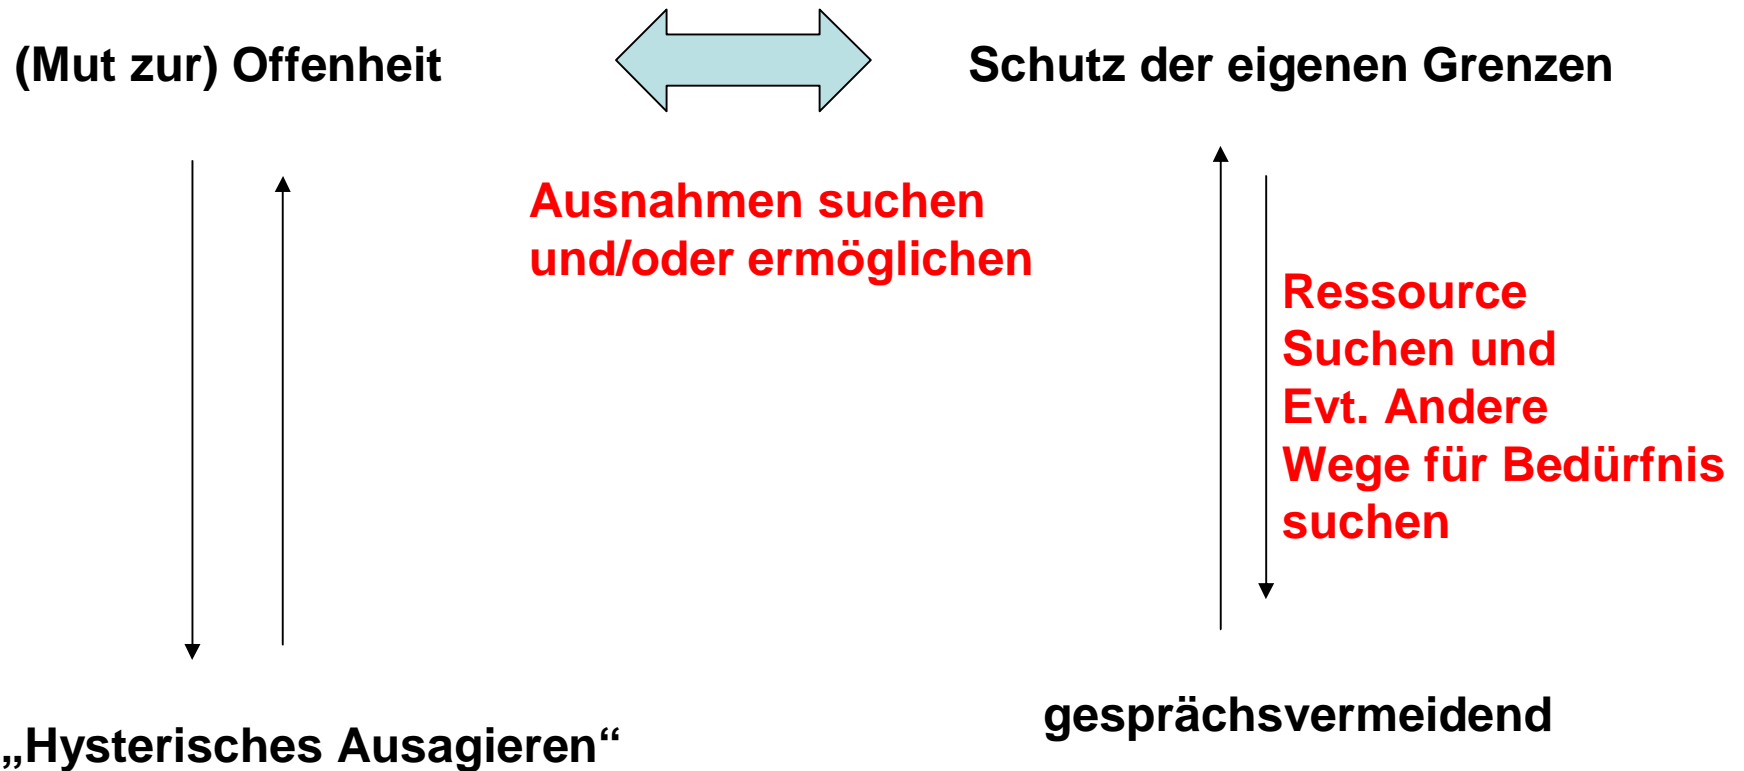 (Mut zur) Offenheit
Schutz der eigenen Grenzen
Ausnahmen suchen
und/oder ermöglichen
Ressource
Suchen und
Evt. Andere
Wege für Bedürfnis
suchen
gesprächsvermeidend
„Hysterisches Ausagieren“